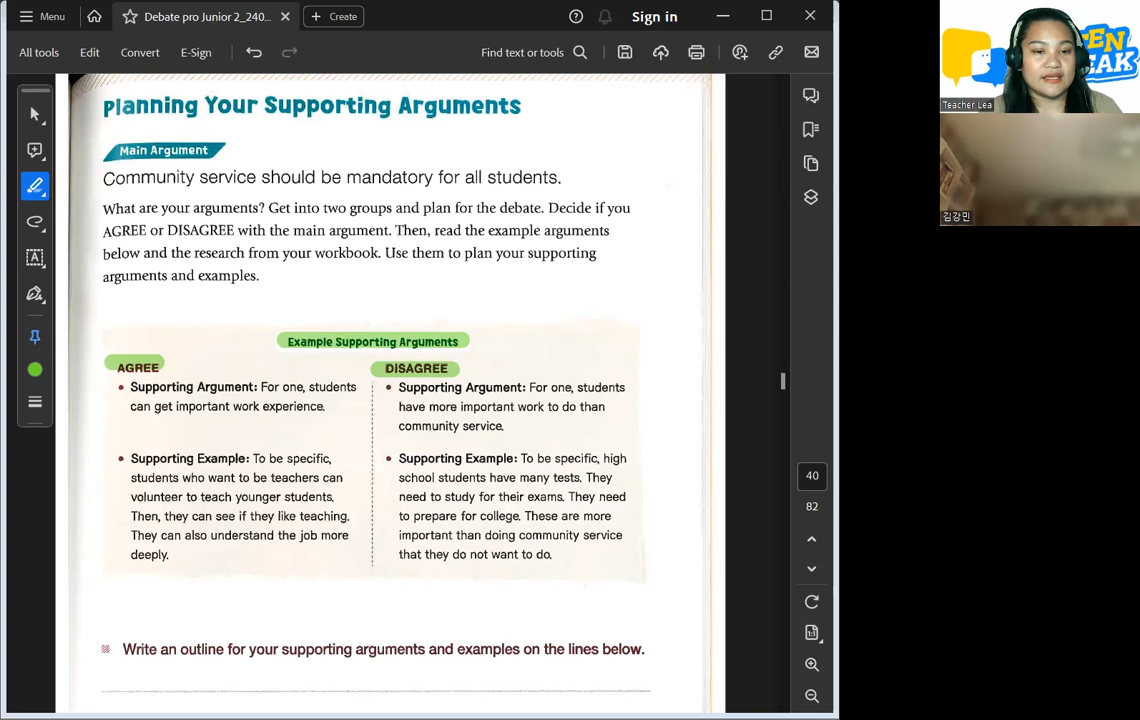 Menu
Debate pro Junior 2_240...
Create
Sign in
All tools
Edit
Convert
E-Sign
Find text or tools
Planning Your Supporting Arguments
Main Argument
Community service should be mandatory for all students.
What are your arguments? Get into two groups and plan for the debate. Decide if you
AGREE or DISAGREE with the main argument. Then, read the example arguments
below and the research from your workbook. Use them to plan your supporting
arguments and examples.
Example Supporting Arguments
AGREE
• Supporting Argument: For one, students
can get important work experience.
• Supporting Example: To be specific,
students who want to be teachers can
volunteer to teach younger students.
Then, they can see if they like teaching.
They can also understand the job more
deeply.
DISAGREE
• Supporting Argument: For one, students
have more important work to do than
community service.
• Supporting Example: To be specific, high
school students have many tests. They
need to study for their exams. They need
to prepare for college. These are more
important than doing community service
that they do not want to do.
Write an outline for your supporting arguments and examples on the lines below.
40
82
Teacher Lea
김강민